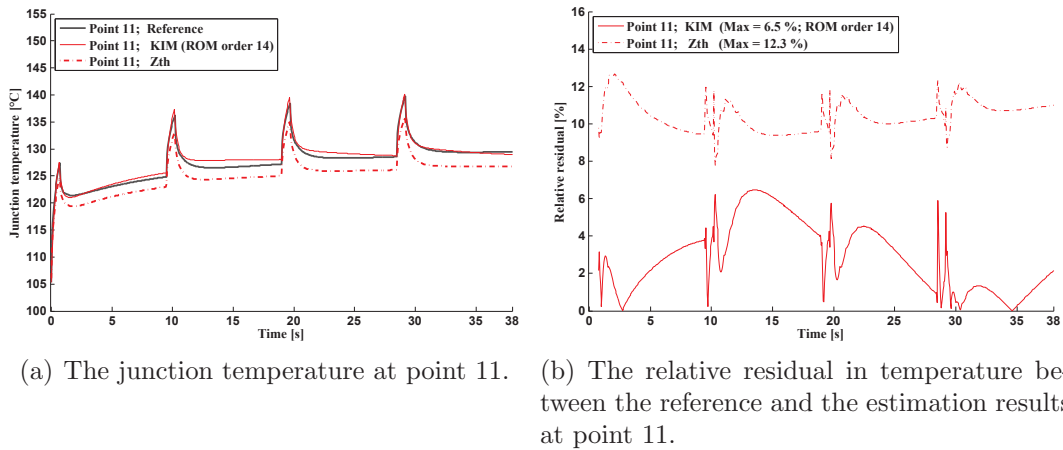 155
150
145
140
135
130
125
120
115
110
105
100
0
5
10
15
20
25
30
38
Junction temperature [°C]
Time [s]
Point 11; Reference
Point 11; KIM (ROM order 14)
Point 11; Zth
16
14
12
10
8
6
4
2
0
0
5
10
15
20
25
30
38
Relative residual [%]
Time [s]
Point 11; KIM (Max = 6.5 %; ROM order 14)
Point 11; Zth (Max = 12.3 %)
(a) The junction temperature at point 11.
(b) The relative residual in temperature be-
tween the reference and the estimation results
at point 11.